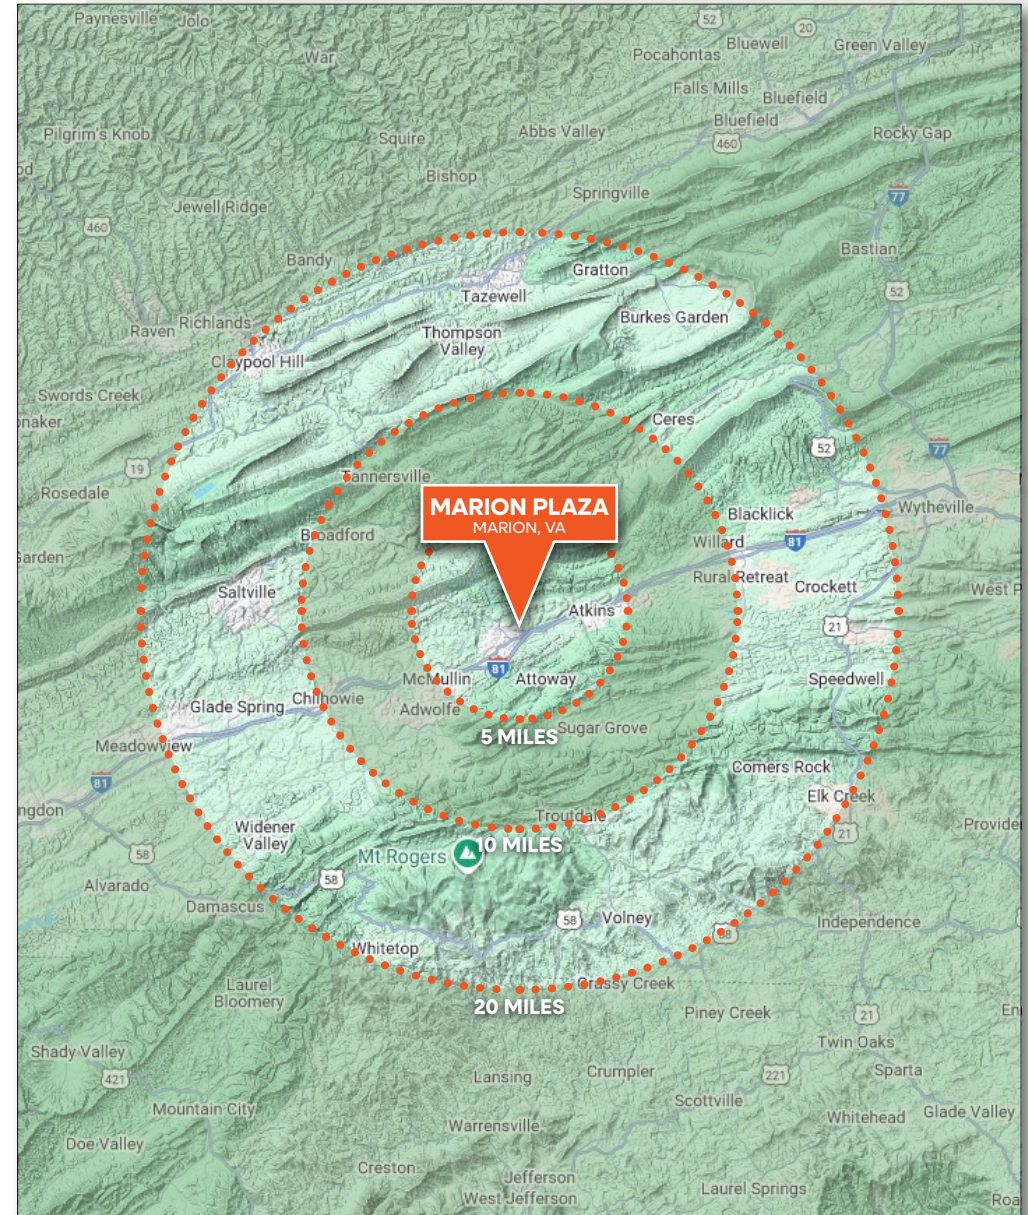 Paynesville
Jolo
52
20
Bluewell
Green Valley
War
Pocahontas
Falls Mills
Bluefield
Pilgrim's Knob
Squire
Abbs Valley
Bluefield
Rocky Gap
460
Bishop
Springville
77
Jewell Ridge
460
Bandy
Bastian
Gratton
52
Tazewell
Burkes Garden
Raven
Richlands
Thompson
Valley
Claypool Hill
Swords Creek
Ceres
52
77
19
Tannersville
Rosedale
MARION PLAZA
MARION, VA
Wytheville
Blacklick
Broadford
Willard
81
Rural Retreat
Crockett
Saltville
Atkins
21
81
McMullin
Attoway
Speedwell
Chilhowie
Glade Spring
Adwolfe
Sugar Grove
5 MILES
Meadowview
Comers Rock
81
Elk Creek
Troutdale
Widener
Valley
10 MILES
21
58
Mt Rogers
58
Alvarado
Damascus
58
Volney
Independence
58
Whitetop
Grassy Creek
Laurel
Bloomery
20 MILES
Piney Creek
21
Twin Oaks
Shady Valley
421
Lansing
Crumpler
221
Sparta
Mountain City
Scottville
Whitehead
Glade Valley
Warrensville
Doe Valley
Creston
Jefferson
West Jefferson
Laurel Springs